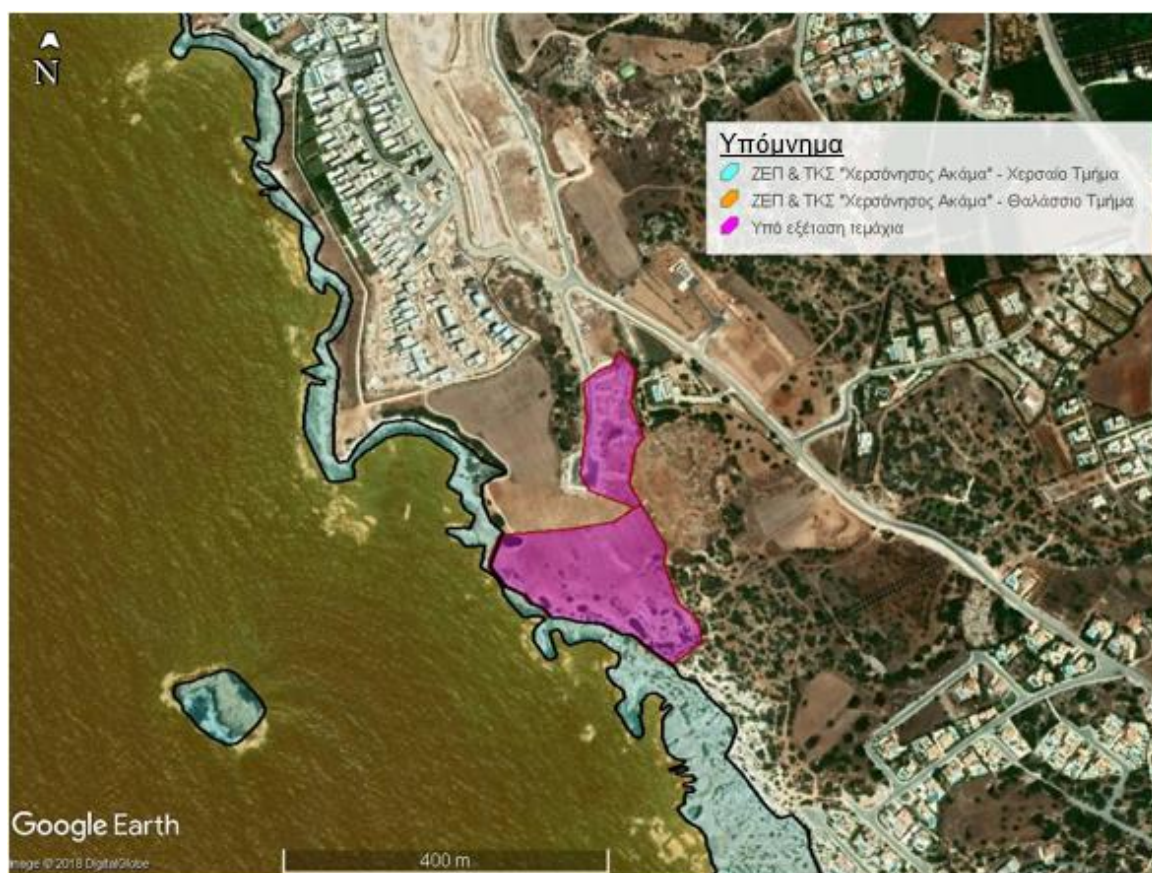 N
Υπόμνημα
ΖΕΠ & ΤΚΣ "Χερσόνησος Ακάμα" - Χερσαίο Τμήμα
ΖΕΠ & ΤΚΣ "Χερσόνησος Ακάμα" - Θαλάσσιο Τμήμα
Υπό εξέταση τεμάχια
Google Earth
Image © 2018 DigitalGlobe
400 m